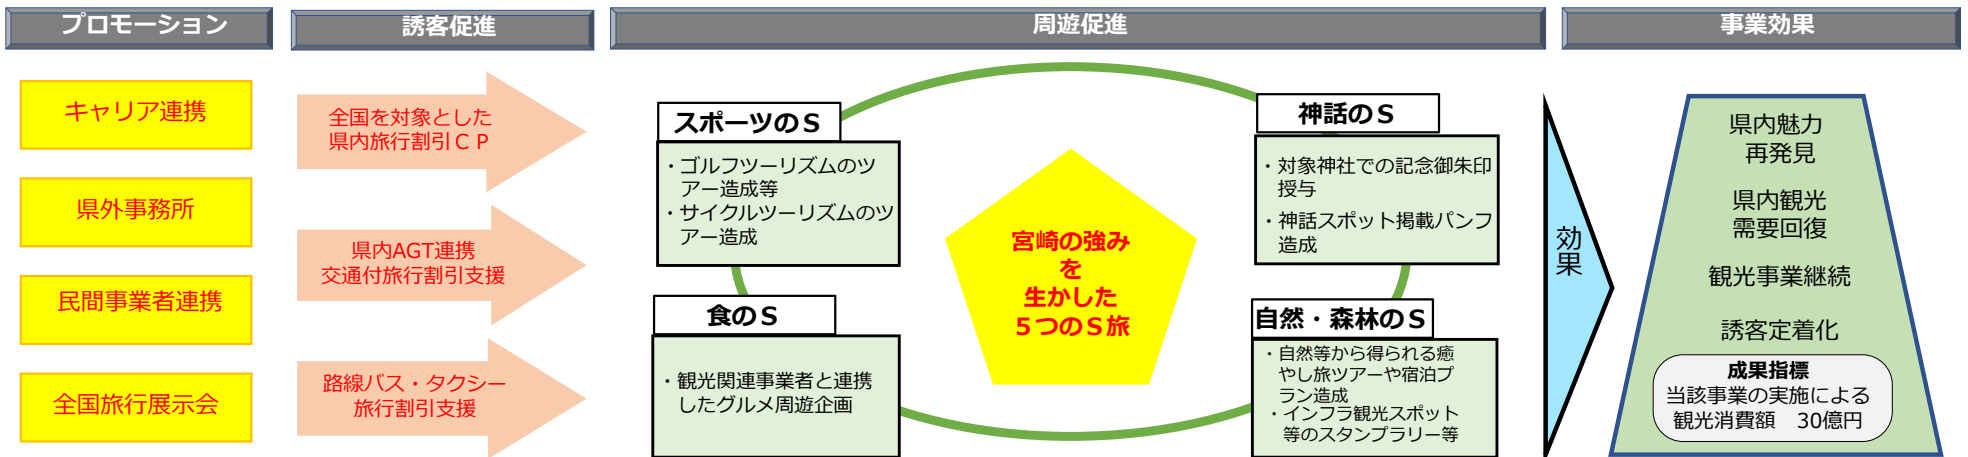 プロモーション
キャリア連携
県外事務所
民間事業者連携
全国旅行展示会
誘客促進
全国を対象とした
県内旅行割引ＣＰ
県内AGT連携
交通付旅行割引支援
路線バス・タクシー
旅行割引支援
周遊促進
スポーツのＳ
・ゴルフツーリズムのツ
アー造成等
・サイクルツーリズムのツ
アー造成
神話のＳ
・対象神社での記念御朱印
授与
・神話スポット掲載パンフ
造成
宮崎の強み
を
生かした
５つのＳ旅
食のＳ
・観光関連事業者と連携
したグルメ周遊企画
自然・森林のＳ
・自然等から得られる癒
やし旅ツアーや宿泊プ
ラン造成
・インフラ観光スポット
等のスタンプラリー等
効
果
事業効果
県内魅力
再発見
県内観光
需要回復
観光事業継続
誘客定着化
成果指標
当該事業の実施による
観光消費額　30億円